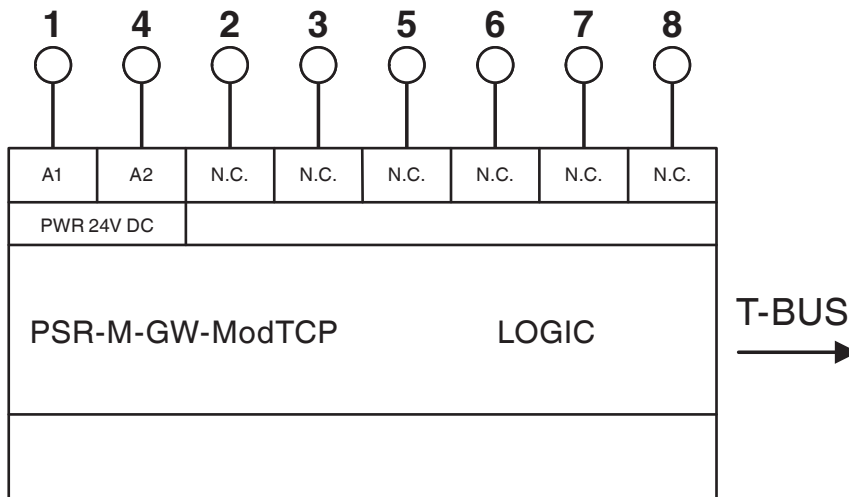 1 4 2 3 5 6 7 8
A1 A2 N.C. N.C. N.C. N.C. N.C. N.C.
PWR 24V DC
PSR-M-GW-ModTCP LOGIC
T-BUS